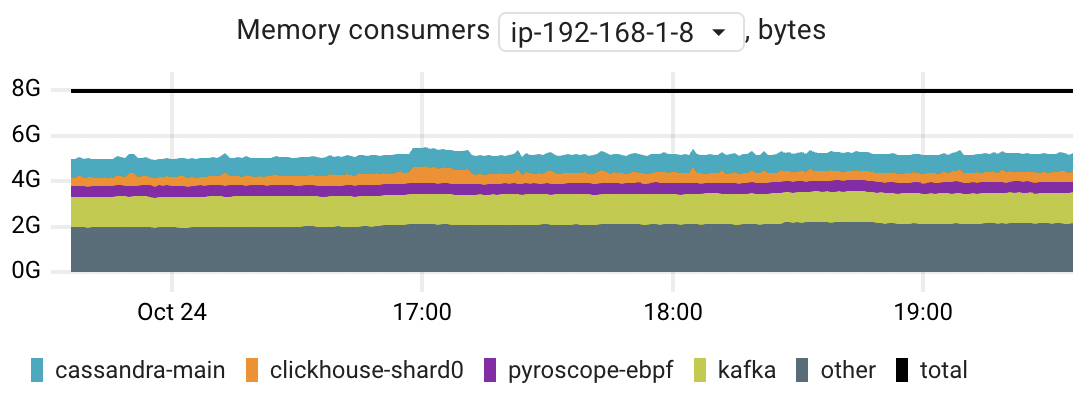 Memory consumers ip-192-168-1-8 , bytes
8G
6G
4G
2G
0G
Oct 24 17:00 18:00 19:00
cassandra-main clickhouse-shard0 pyroscope-ebpf kafka other total